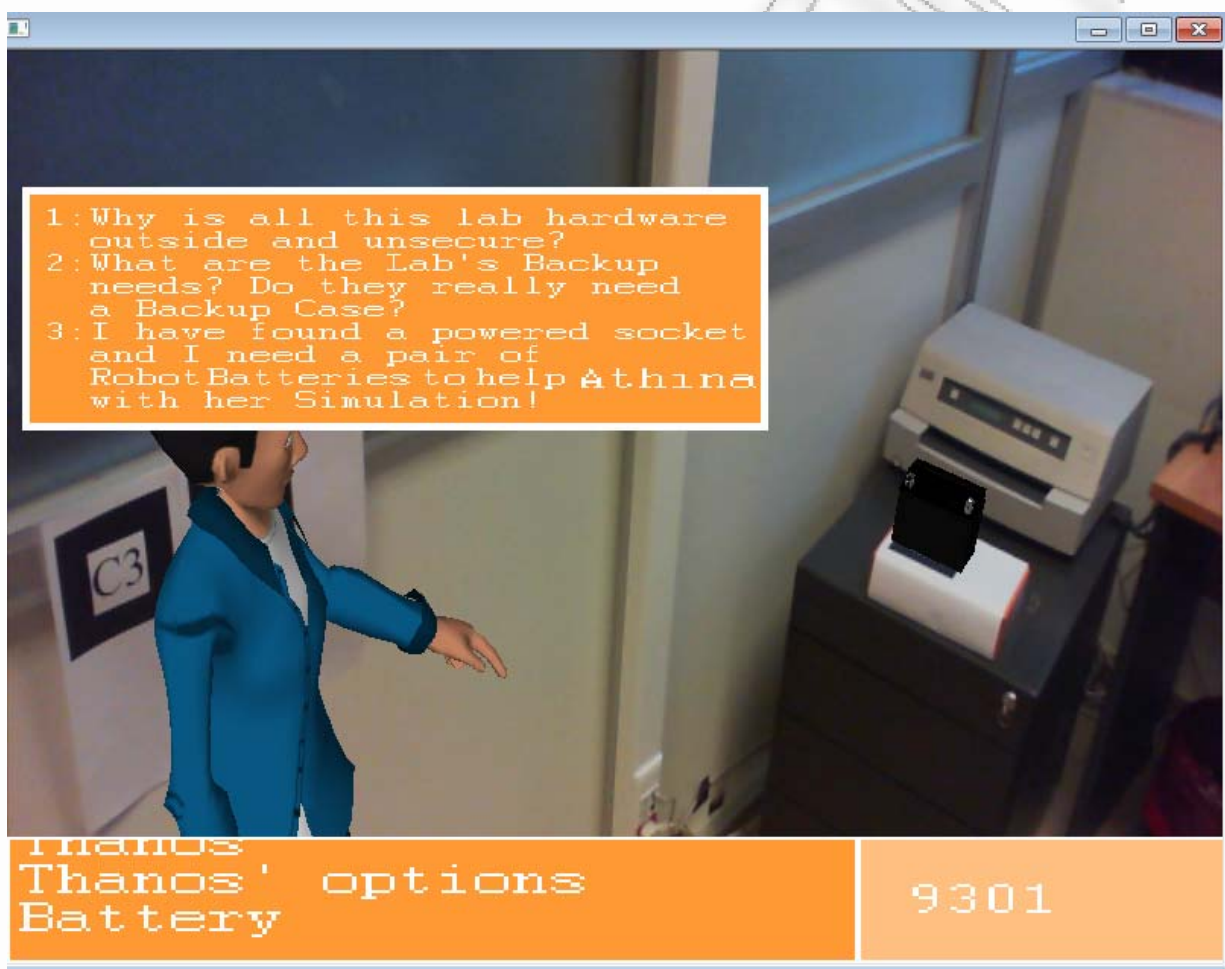 1:Why is all this lab hardware
outside and unsecure?
2:What are the Lab's Backup
needs? Do they really need
a Backup Case?
3:I have found a powered socket
and I need a pair of
Robot Batteries to help Athina
with her Simulation!
C3
Thanos
Thanos' options
Battery
9301